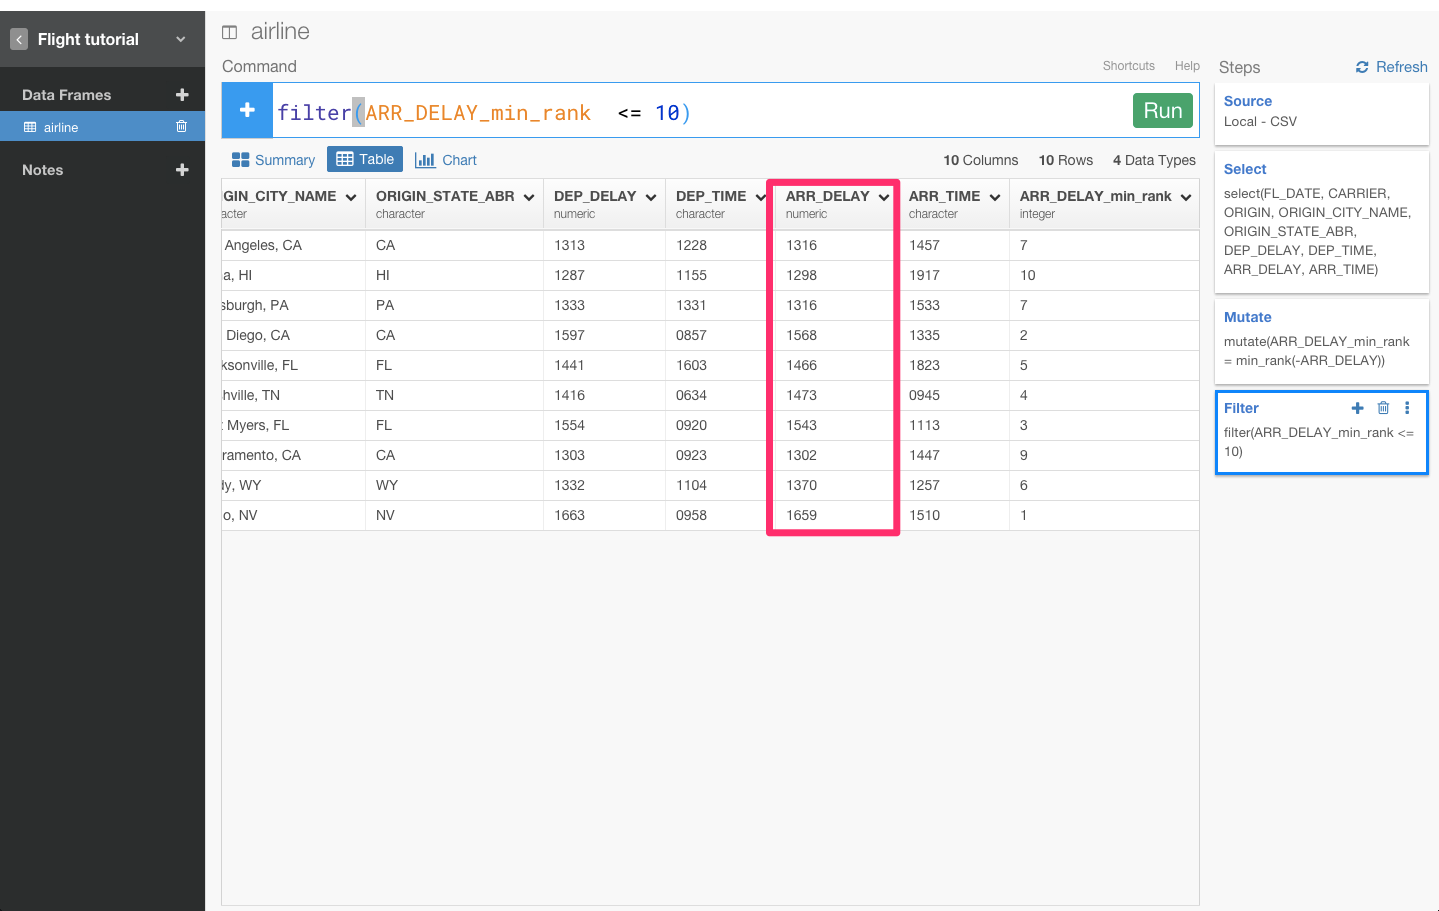 Flight tutorial
Data Frames
airline
Notes
airline
Command
Shortcuts Help
filter(ARR_DELAY_min_rank <= 10)
Run
Summary Table Chart
10 Columns 10 Rows 4 Data Types
GIN_CITY_NAME ORIGIN_STATE_ABR DEP_DELAY DEP_TIME ARR_DELAY ARR_TIME ARR_DELAY_min_rank
acter character numeric character numeric character integer
Angeles, CA CA 1313 1228 1316 1457 7
a, HI HI 1287 1155 1298 1917 10
sburgh, PA PA 1333 1331 1316 1533 7
Diego, CA CA 1597 0857 1568 1335 2
ksonville, FL FL 1441 1603 1466 1823 5
hville, TN TN 1416 0634 1473 0945 4
t Myers, FL FL 1554 0920 1543 1113 3
ramento, CA CA 1303 0923 1302 1447 9
dy, WY WY 1332 1104 1370 1257 6
o, NV NV 1663 0958 1659 1510 1
Steps Refresh
Source
Local - CSV
Select
select(FL_DATE, CARRIER,
ORIGIN, ORIGIN_CITY_NAME,
ORIGIN_STATE_ABR,
DEP_DELAY, DEP_TIME,
ARR_DELAY, ARR_TIME)
Mutate
mutate(ARR_DELAY_min_rank
= min_rank(-ARR_DELAY))
Filter
filter(ARR_DELAY_min_rank <=
10)